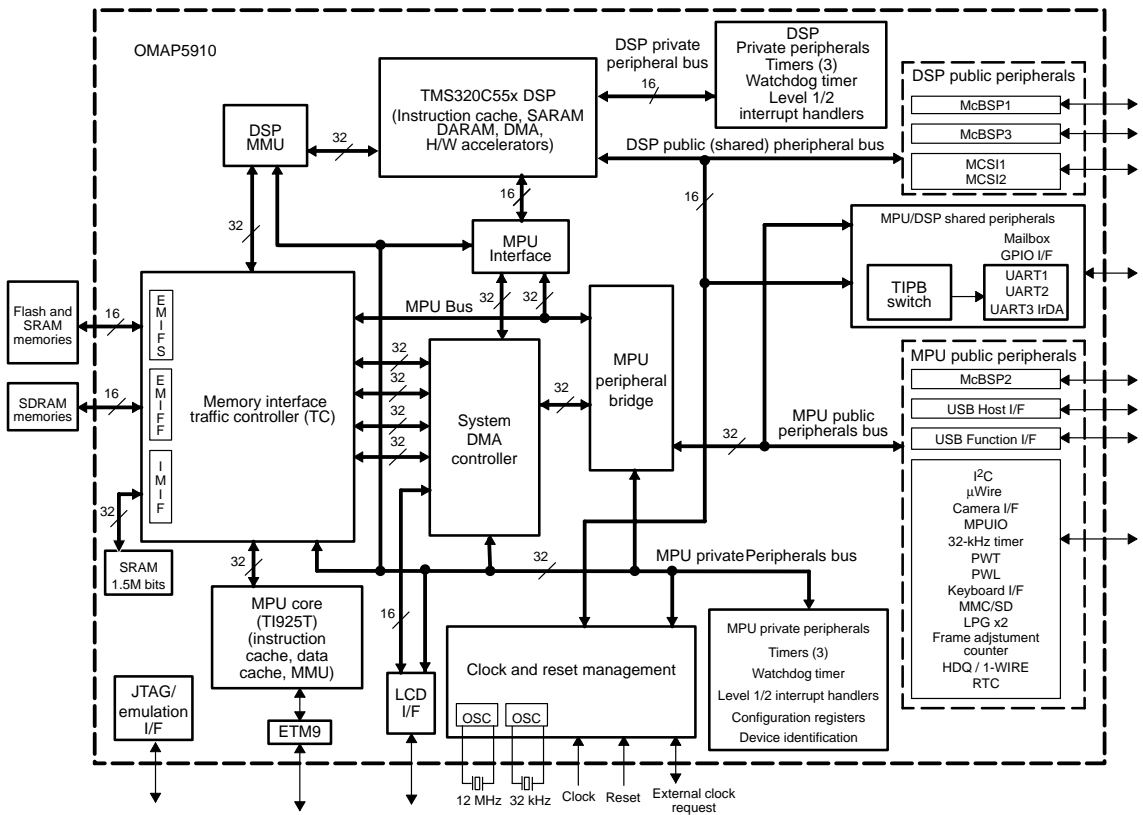 OMAP5910
DSP private
peripheral bus
16
DSP
Private peripherals
Timers (3)
Watchdog timer
Level 1/2
interrupt handlers
DSP public peripherals
McBSP1
McBSP3
MCSI1
MCSI2
TMS320C55x DSP
(Instruction cache, SARAM
DARAM, DMA,
H/W accelerators)
DSP
MMU
32
DSP public (shared) pheripheral bus
16
16
32
MPU
Interface
MPU/DSP shared peripherals
Mailbox
GPIO I/F
TIPB
switch
UART1
UART2
UART3 IrDA
Flash and
SRAM
memories
16
SDRAM
memories
16
E
M
I
F
S
E
M
I
F
F
I
M
I
F
Memory interface
traffic controller (TC)
MPU Bus
32
32
32
32
32
32
System
DMA
controller
32
MPU
peripheral
bridge
32
MPU public
peripherals bus
MPU public peripherals
McBSP2
USB Host I/F
USB Function I/F
I2C
μWire
Camera I/F
MPUIO
32-kHz timer
PWT
PWL
Keyboard I/F
MMC/SD
LPG x2
Frame adjstument
counter
HDQ / 1-WIRE
RTC
32
SRAM
1.5M bits
32
32
MPU private Peripherals bus
MPU core
(TI925T)
(instruction
cache, data
cache, MMU)
16
JTAG/
emulation
I/F
ETM9
LCD
I/F
Clock and reset management
OSC
OSC
12 MHz
32 kHz
Clock
Reset
External clock
request
MPU private peripherals
Timers (3)
Watchdog timer
Level 1/2 interrupt handlers
Configuration registers
Device identification